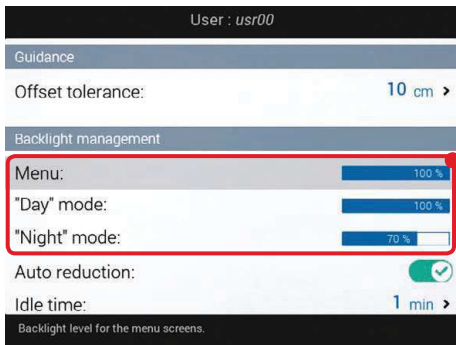 User : usr00
Guidance
Offset tolerance: 10 cm >
Backlight management
Menu: 100 %
"Day" mode: 100 %
"Night" mode: 70 %
Auto reduction:
Idle time: 1 min >
Backlight level for the menu screens.